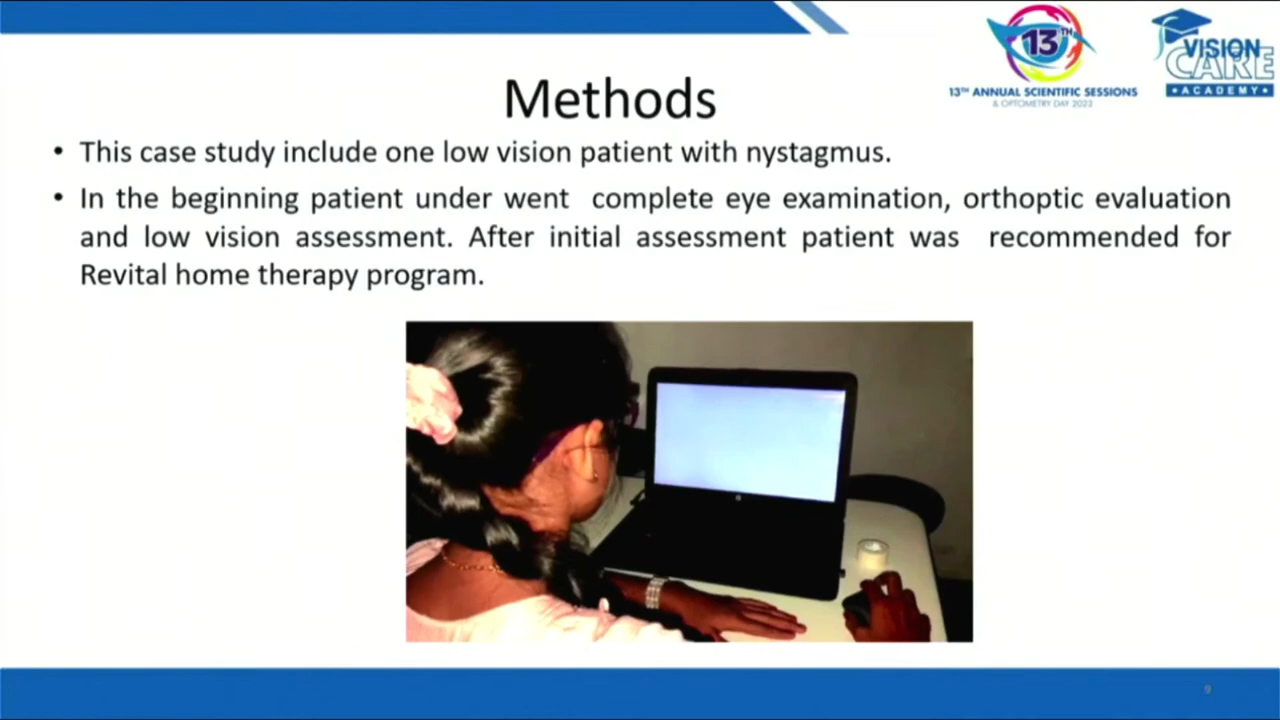 13TH
13TH ANNUAL SCIENTIFIC SESSIONS
& OPTOMETRY DAY 2023
VISION
CARE
• ACADEMY •
Methods
• This case study include one low vision patient with nystagmus.
• In the beginning patient under went complete eye examination, orthoptic evaluation
and low vision assessment. After initial assessment patient was recommended for
Revital home therapy program.
9